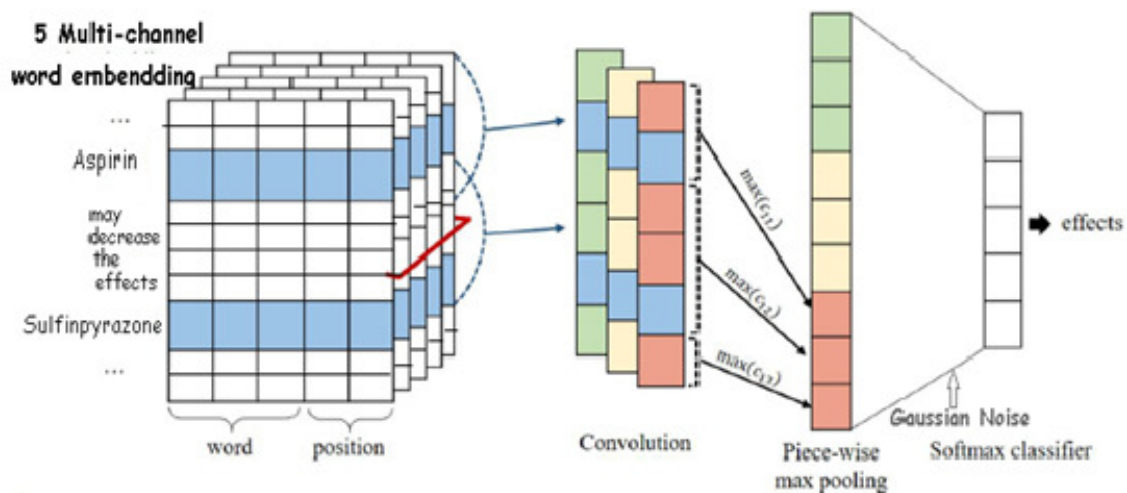 5 Multi-channel
word embendding
...
Aspirin
may
decrease
the
effects
Sulfinpyrazone
...
word
position
Convolution
max(c₁₁)
max(c₁₂)
max(c₁₃)
Piece-wise
max pooling
Gaussian Noise
Softmax classifier
effects